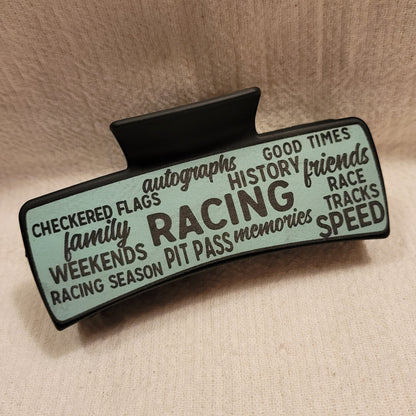 autographs
GOOD TIMES
CHECKERED FLAGS
HISTORY
friends
family
RACING
RACE
TRACKS
WEEKENDS
PIT PASS
memories
SPEED
RACING SEASON